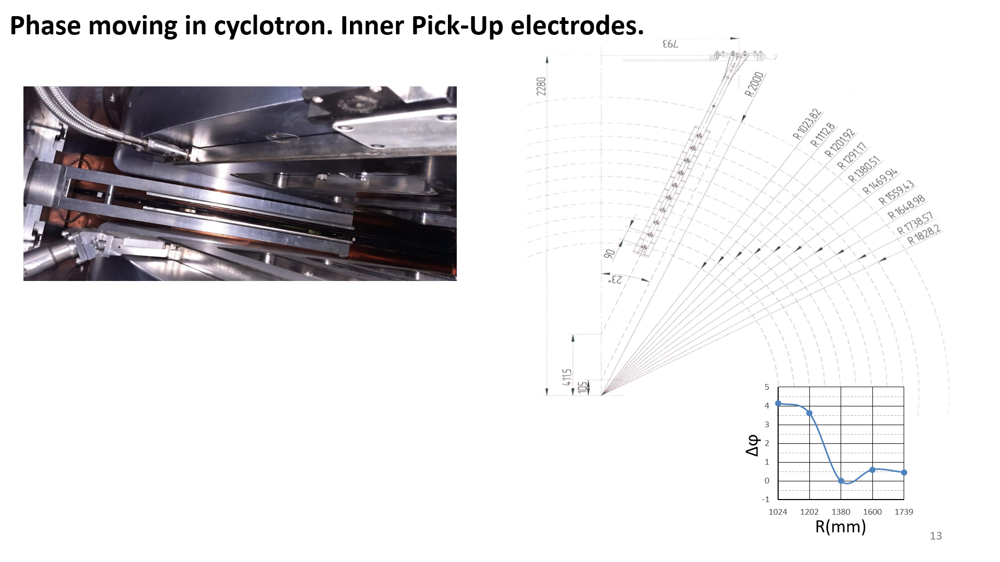 Phase moving in cyclotron. Inner Pick-Up electrodes.
793
2280
R2000
R1023,82
R1112,8
R1201,92
R1291,17
R1380,51
R1469,94
R1559,43
R1648,98
R1738,57
R1828,2
90
23°
411,5
105
5
4
3
2
1
0
-1
Δφ
1024 1202 1380 1600 1739
R(mm)
13